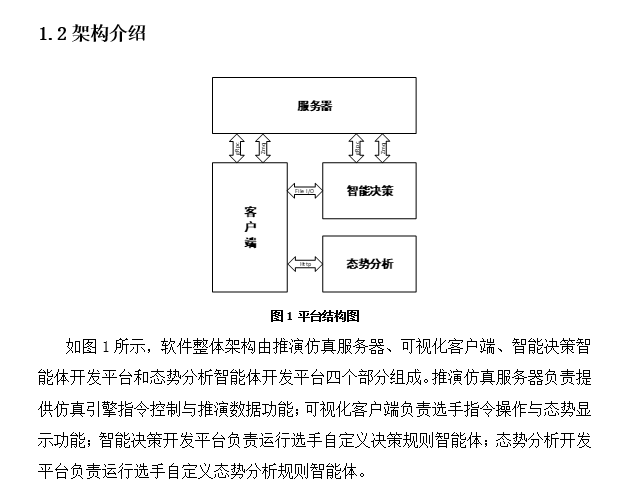 1.2 架构介绍
服务器
gRpc
Zmq
gRpc
Zmq
客户端
File I/O
智能决策
Http
态势分析
图 1 平台结构图
如图 1 所示，软件整体架构由推演仿真服务器、可视化客户端、智能决策智
能体开发平台和态势分析智能体开发平台四个部分组成。推演仿真服务器负责提
供仿真引擎指令控制与推演数据功能；可视化客户端负责选手指令操作与态势显
示功能；智能决策开发平台负责运行选手自定义决策规则智能体；态势分析开发
平台负责运行选手自定义态势分析规则智能体。